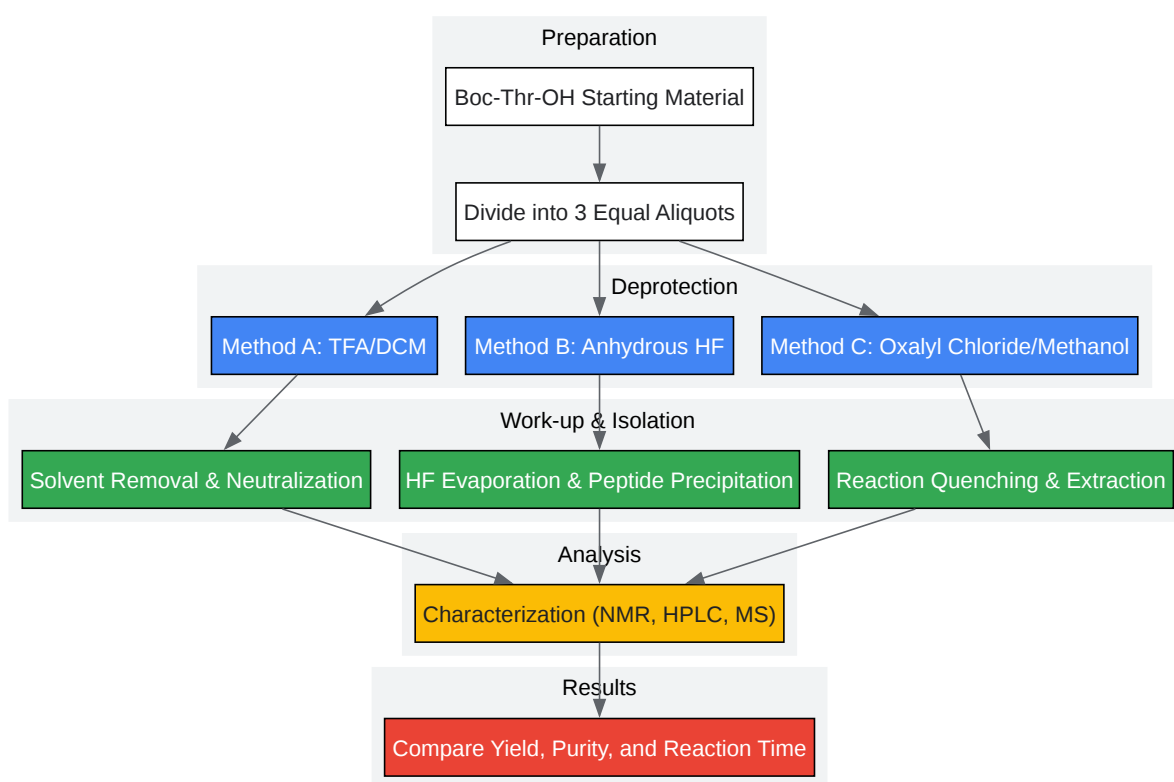 Preparation
Boc-Thr-OH Starting Material
Divide into 3 Equal Aliquots
Deprotection
Method A: TFA/DCM
Method B: Anhydrous HF
Method C: Oxalyl Chloride/Methanol
Work-up & Isolation
Solvent Removal & Neutralization
HF Evaporation & Peptide Precipitation
Reaction Quenching & Extraction
Analysis
Characterization (NMR, HPLC, MS)
Results
Compare Yield, Purity, and Reaction Time